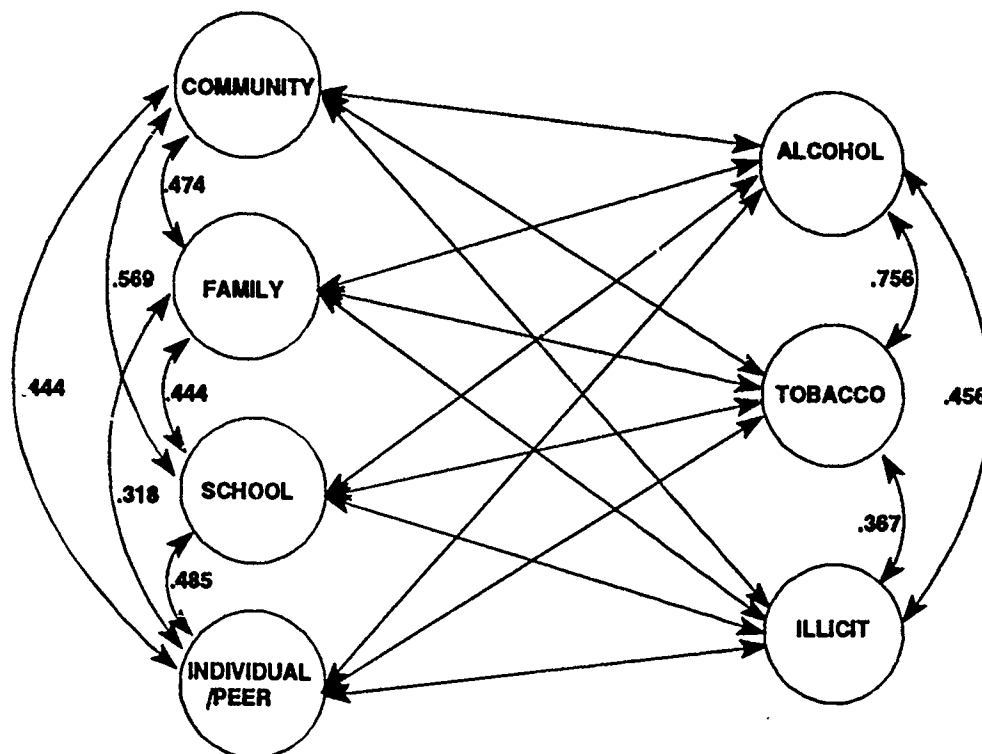 COMMUNITY
ALCOHOL
.474
.569
FAMILY
.756
.444
.444
TOBACCO
.456
.318
SCHOOL
.367
.485
ILLICIT
INDIVIDUAL
/PEER